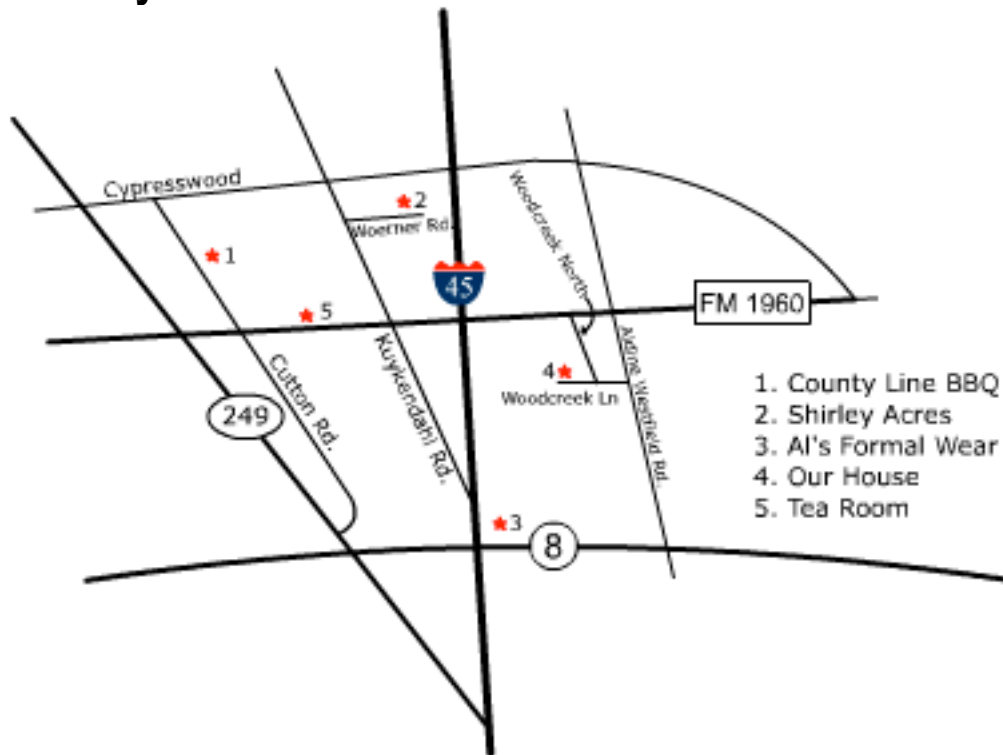 Cypresswood
2
Woerner Rd.
1
Woodcreek North
45
FM 1960
5
Cutton Rd.
Kuykendahl Rd.
Aldine Westfield Rd.
4
Woodcreek Ln
249
3
8
1. County Line BBQ
2. Shirley Acres
3. Al's Formal Wear
4. Our House
5. Tea Room